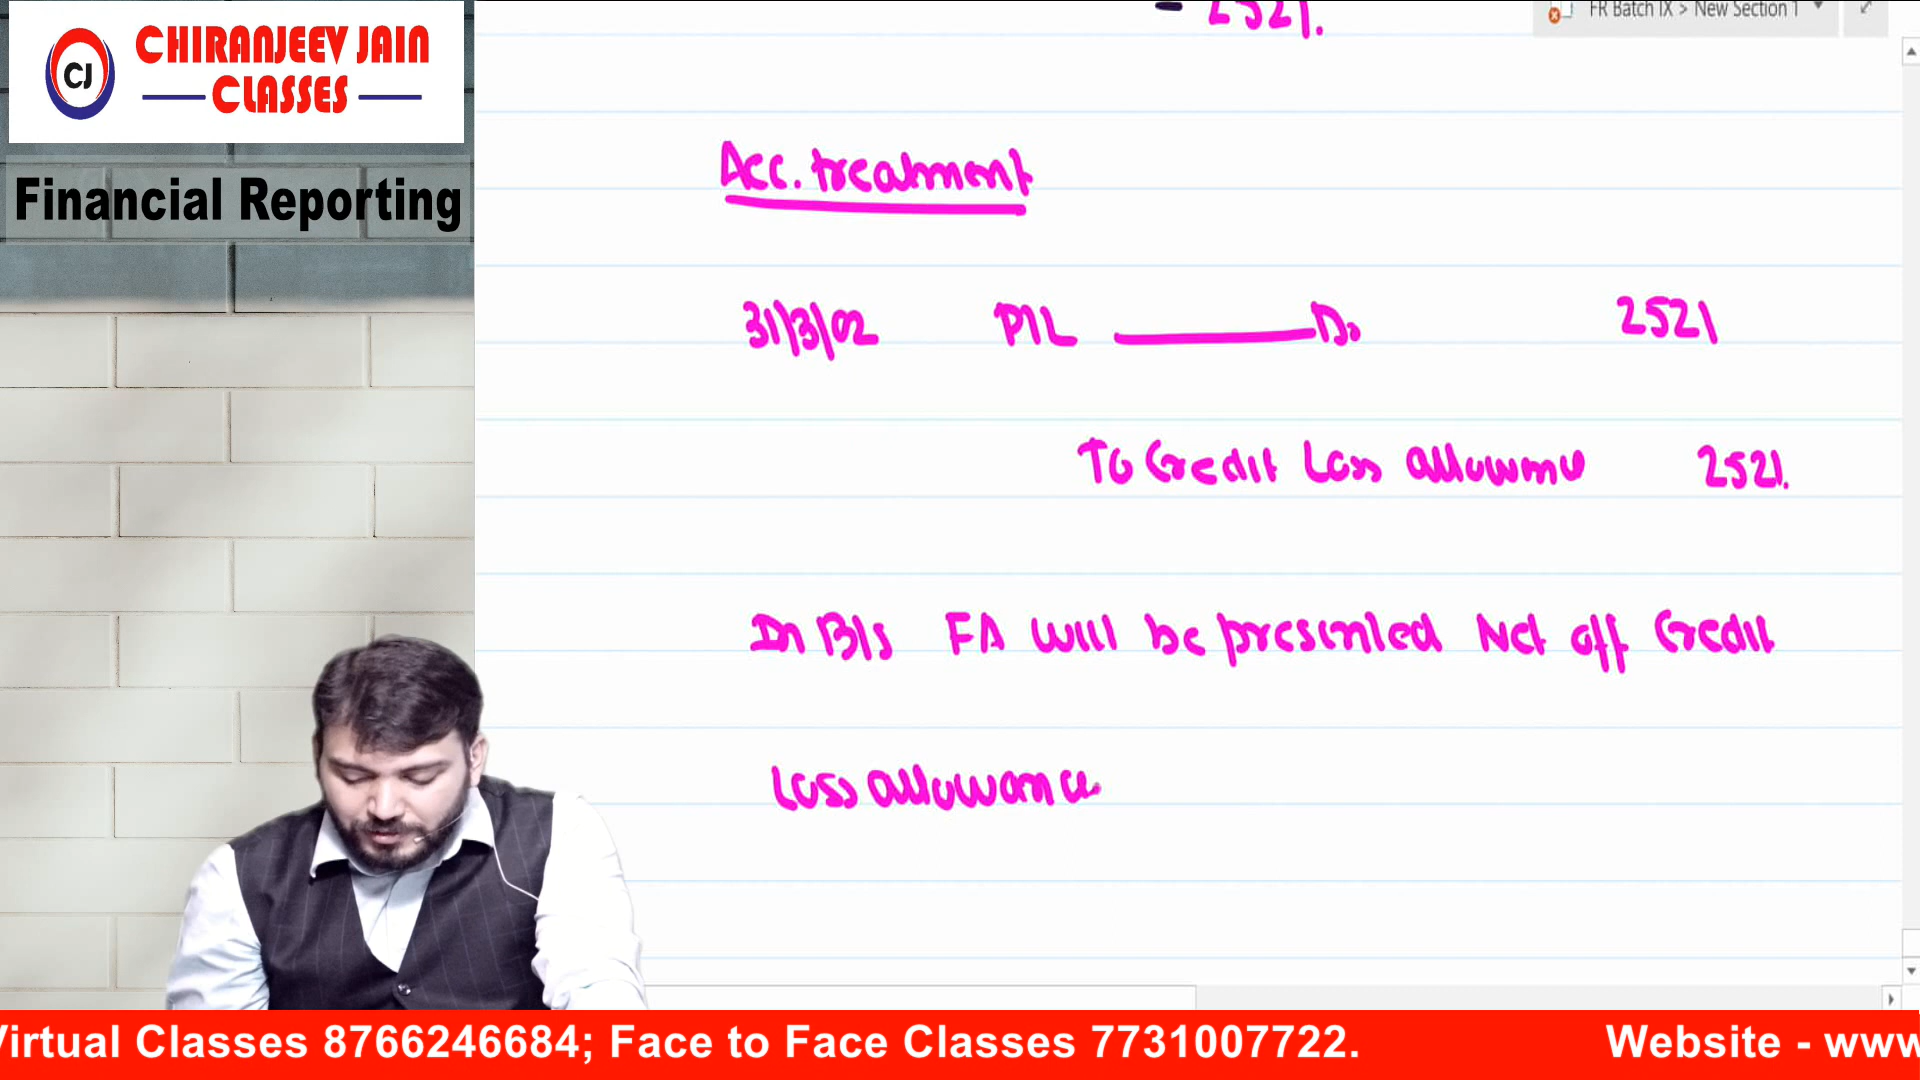 CHIRANJEEV JAIN
CLASSES
CJ
Financial Reporting
FR Batch IX > New Section 1
- 2521.
Acc. treatment
31/3/02 P/L Dr 2521
To Credit Loss allowance 2521.
In B/s FA will be presented Net off Credit
Loss allowance
Virtual Classes 8766246684; Face to Face Classes 7731007722.
Website - www